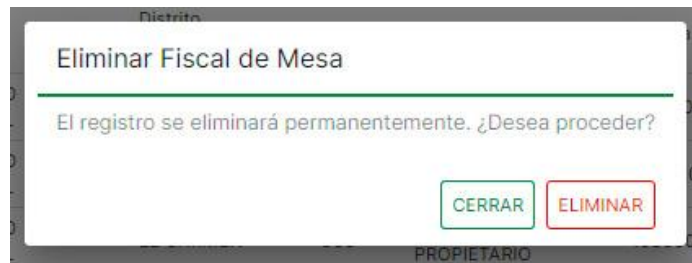 Distrito
Eliminar Fiscal de Mesa
El registro se eliminará permanentemente. ¿Desea proceder?
CERRAR
ELIMINAR
PROPIETARIO